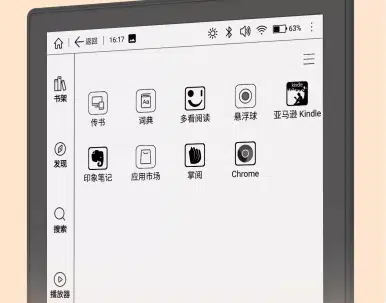 返回 16:17 63%
书架
传书 词典 多看阅读 悬浮球 亚马逊 Kindle
发现
印象笔记 应用市场 掌阅 Chrome
搜索
播放器
Aa
kindle